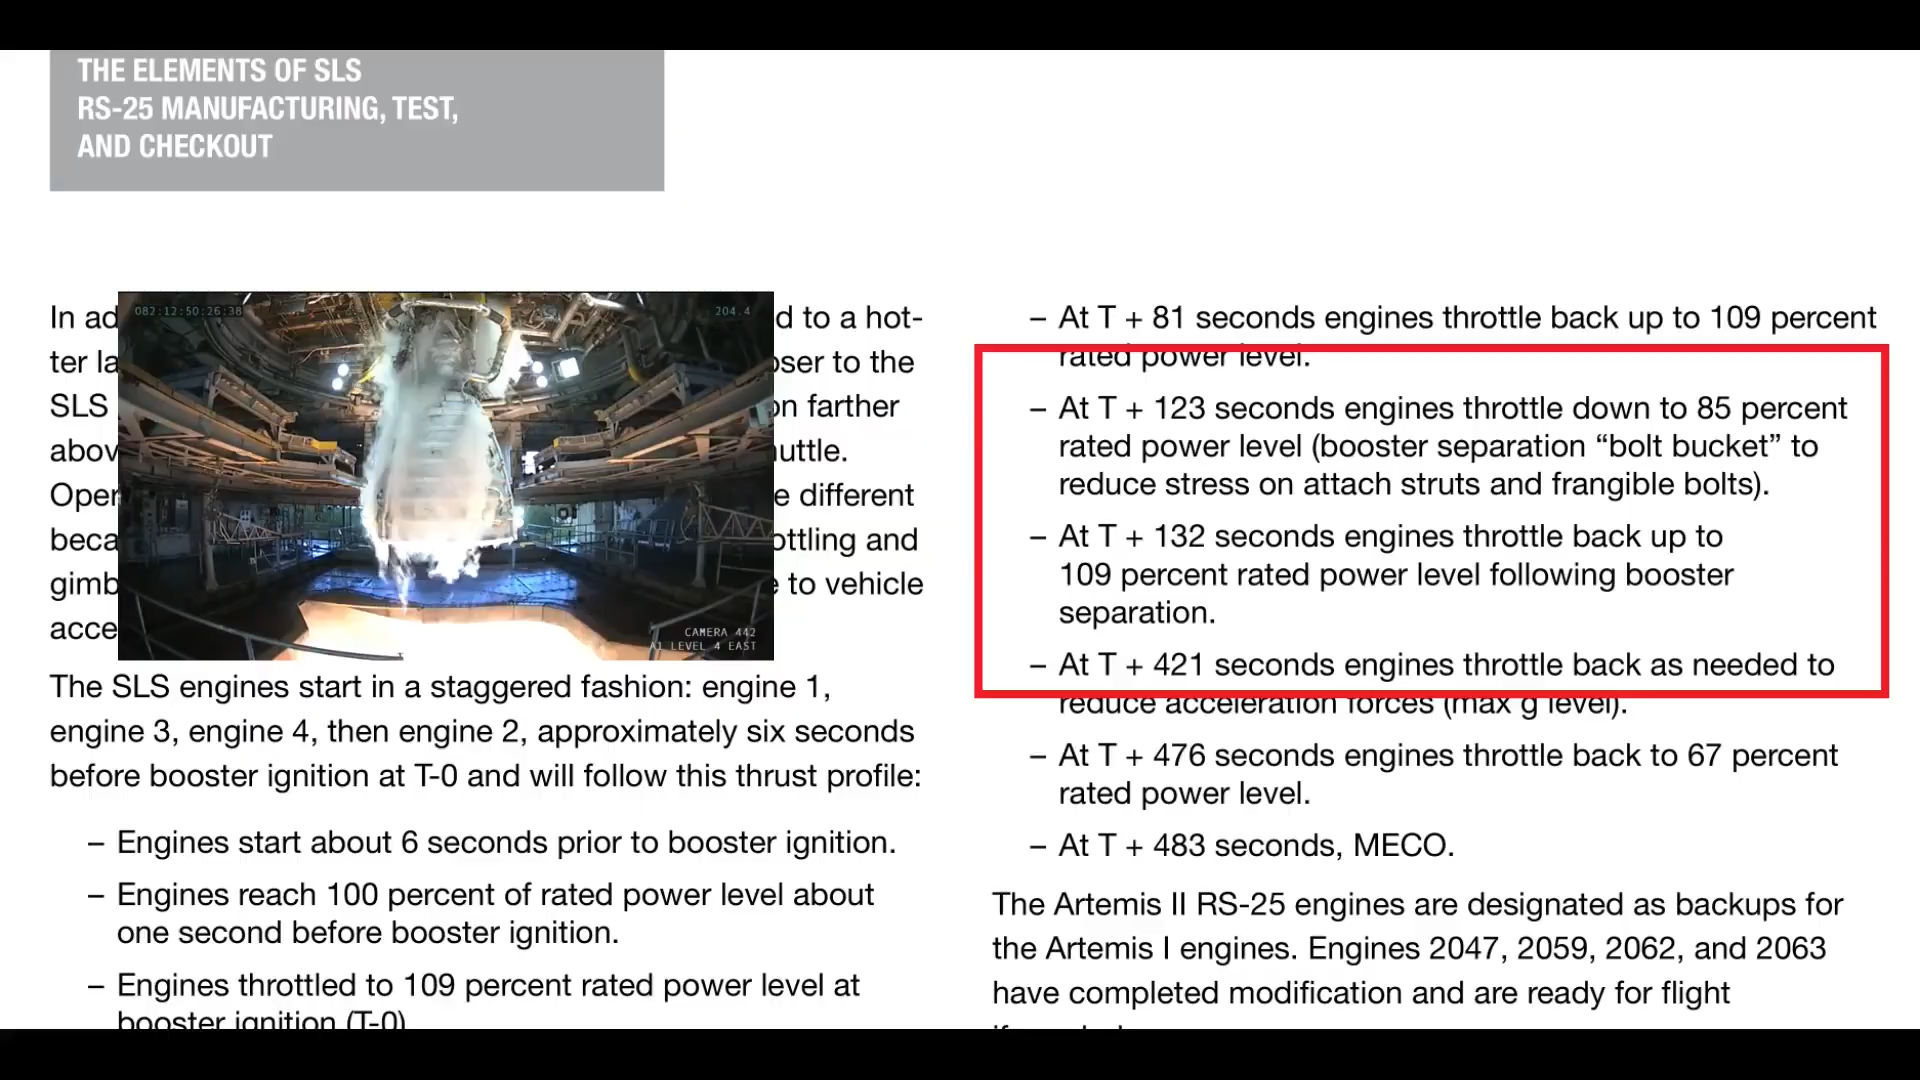 THE ELEMENTS OF SLS
RS-25 MANUFACTURING, TEST,
AND CHECKOUT
In ad
d to a hot-
ter la
oser to the
SLS
on farther
abov
uttle.
Oper
e different
beca
ottling and
gimb
e to vehicle
acce
082:12:50:26:38
204.4
CAMERA 442
A1 LEVEL 4 EAST
The SLS engines start in a staggered fashion: engine 1,
engine 3, engine 4, then engine 2, approximately six seconds
before booster ignition at T-0 and will follow this thrust profile:
– Engines start about 6 seconds prior to booster ignition.
– Engines reach 100 percent of rated power level about
one second before booster ignition.
– Engines throttled to 109 percent rated power level at
booster ignition (T-0)
– At T + 81 seconds engines throttle back up to 109 percent
rated power level.
– At T + 123 seconds engines throttle down to 85 percent
rated power level (booster separation “bolt bucket” to
reduce stress on attach struts and frangible bolts).
– At T + 132 seconds engines throttle back up to
109 percent rated power level following booster
separation.
– At T + 421 seconds engines throttle back as needed to
reduce acceleration forces (max g level).
– At T + 476 seconds engines throttle back to 67 percent
rated power level.
– At T + 483 seconds, MECO.
The Artemis II RS-25 engines are designated as backups for
the Artemis I engines. Engines 2047, 2059, 2062, and 2063
have completed modification and are ready for flight